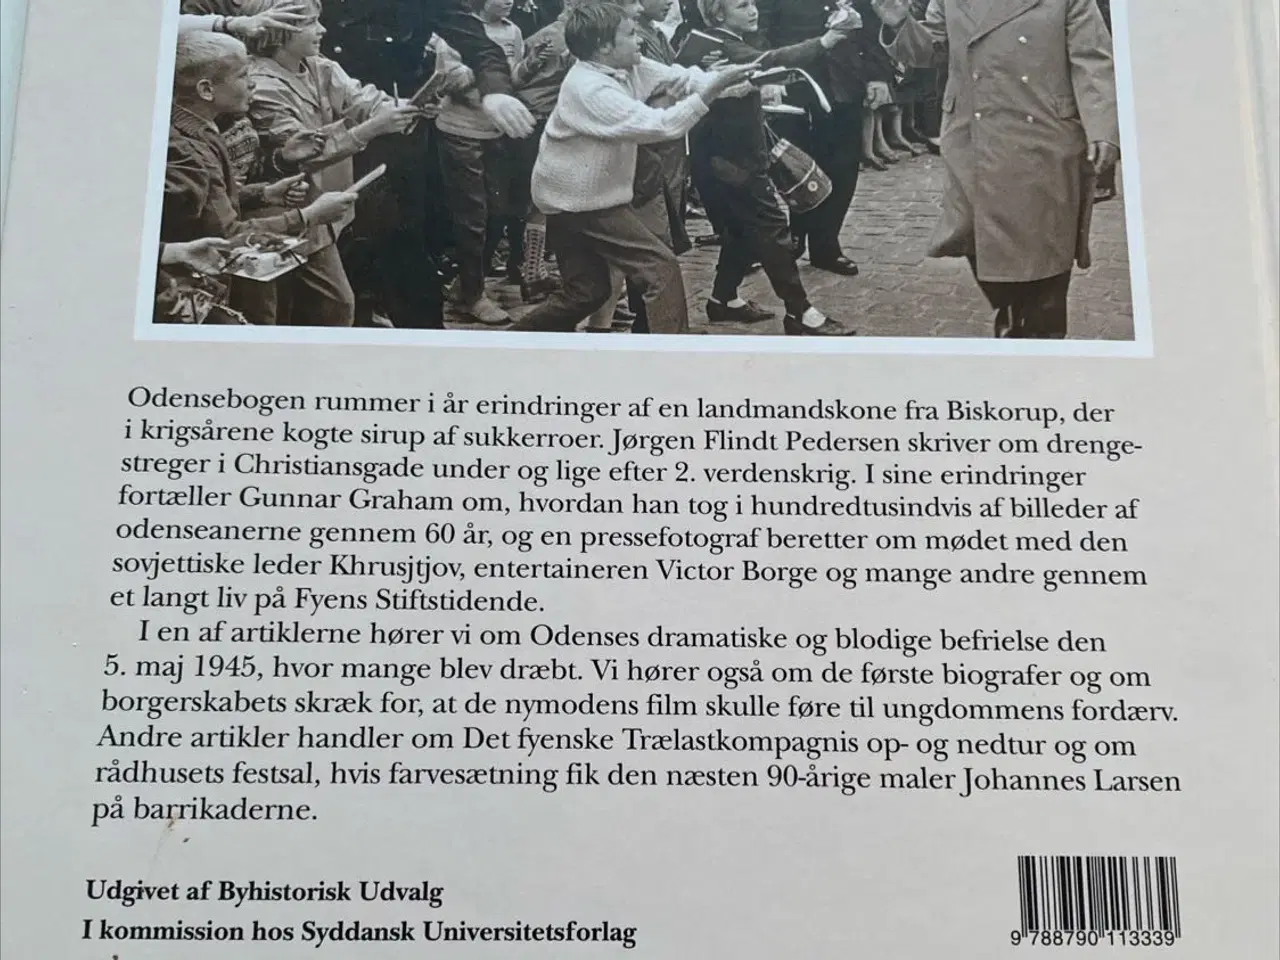 Odensebogen rummer i år erindringer af en landmandskone fra Biskorup, der
i krigsårene kogte sirup af sukkerroer. Jørgen Flindt Pedersen skriver om drenge-
streger i Christiansgade under og lige efter 2. verdenskrig. I sine erindringer
fortæller Gunnar Graham om, hvordan han tog i hundredtusindvis af billeder af
odenseanerne gennem 60 år, og en pressefotograf beretter om mødet med den
sovjettiske leder Khrusjtjov, entertaineren Victor Borge og mange andre gennem
et langt liv på Fyens Stiftstidende.
I en af artiklerne hører vi om Odenses dramatiske og blodige befrielse den
5. maj 1945, hvor mange blev dræbt. Vi hører også om de første biografer og om
borgerskabets skræk for, at de nymodens film skulle føre til ungdommens fordærv.
Andre artikler handler om Det fyenske Trælastkompagnis op- og nedtur og om
rådhusets festsal, hvis farvesætning fik den næsten 90-årige maler Johannes Larsen
på barrikaderne.
Udgivet af Byhistorisk Udvalg
I kommission hos Syddansk Universitetsforlag
9 788790 113339